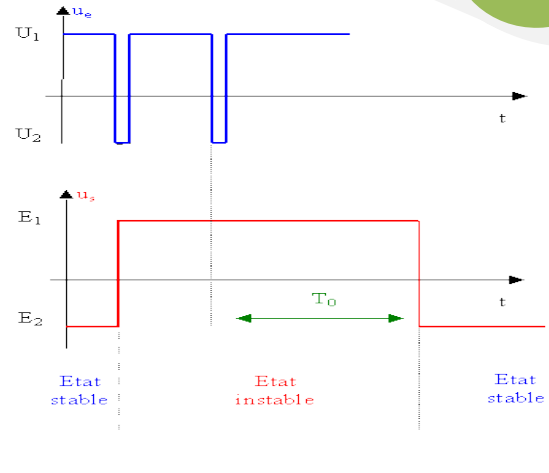 uₑ
U₁
U₂
t
uₛ
E₁
E₂
T₀
t
Etat
stable
Etat
instable
Etat
stable